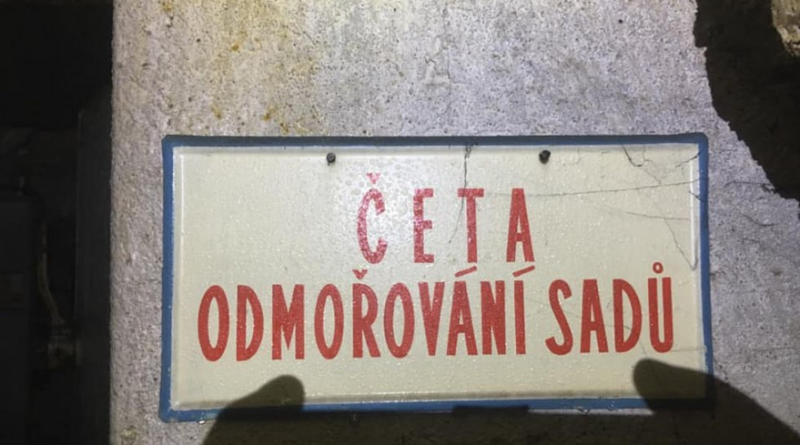 ČETA
ODMOŘOVÁNÍ SADŮ